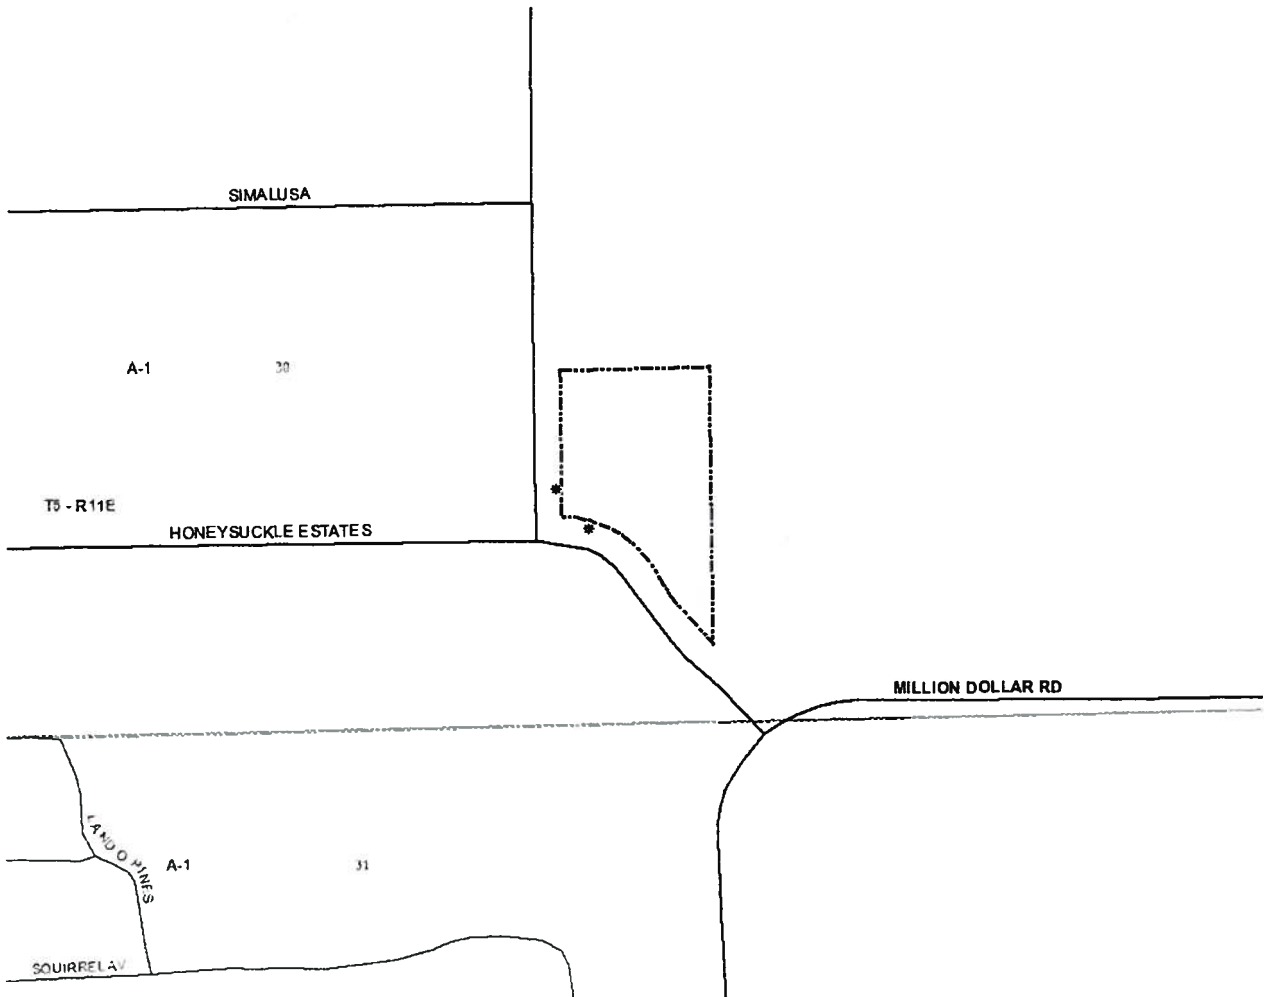 SIMALUSA
A-1
30
T5 - R11E
HONEYSUCKLE ESTATES
MILLION DOLLAR RD
LAND O PINES
A-1
31
SQUIRREL AV